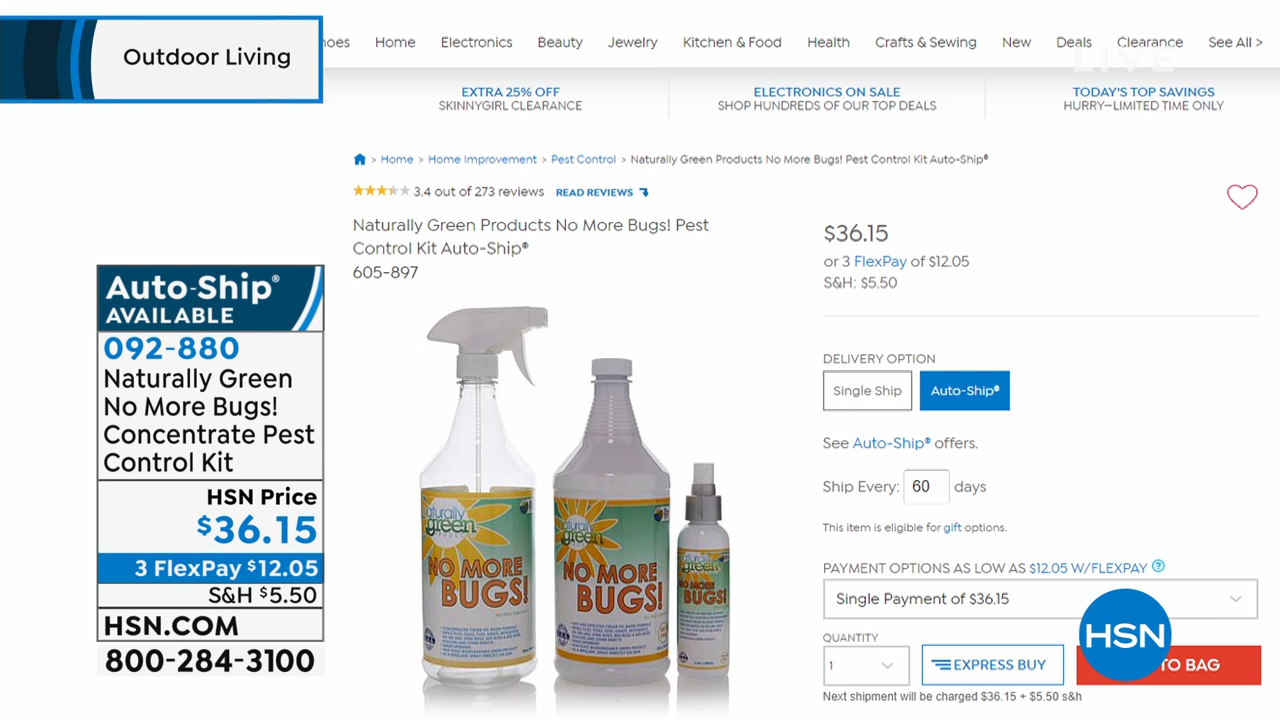 Outdoor Living
Home Electronics Beauty Jewelry Kitchen & Food Health Crafts & Sewing New Deals Clearance See All >
LIVE
EXTRA 25% OFF
SKINNYGIRL CLEARANCE
ELECTRONICS ON SALE
SHOP HUNDREDS OF OUR TOP DEALS
TODAY'S TOP SAVINGS
HURRY—LIMITED TIME ONLY
> Home > Home Improvement > Pest Control > Naturally Green Products No More Bugs! Pest Control Kit Auto-Ship®
3.4 out of 273 reviews READ REVIEWS
Naturally Green Products No More Bugs! Pest
Control Kit Auto-Ship®
605-897
$36.15
or 3 FlexPay of $12.05
S&H: $5.50
DELIVERY OPTION
Single Ship Auto-Ship®
See Auto-Ship® offers.
Ship Every: 60 days
This item is eligible for gift options.
PAYMENT OPTIONS AS LOW AS $12.05 W/FLEXPAY ?
Single Payment of $36.15
QUANTITY
1
EXPRESS BUY
TO BAG
Next shipment will be charged $36.15 + $5.50 s&h
HSN
Auto-Ship®
AVAILABLE
092-880
Naturally Green
No More Bugs!
Concentrate Pest
Control Kit
HSN Price
$36.15
3 FlexPay $12.05
S&H $5.50
HSN.COM
800-284-3100
naturally
green
NO MORE
BUGS!
naturally
green
NO MORE
BUGS!
naturally
green
NO MORE
BUGS!